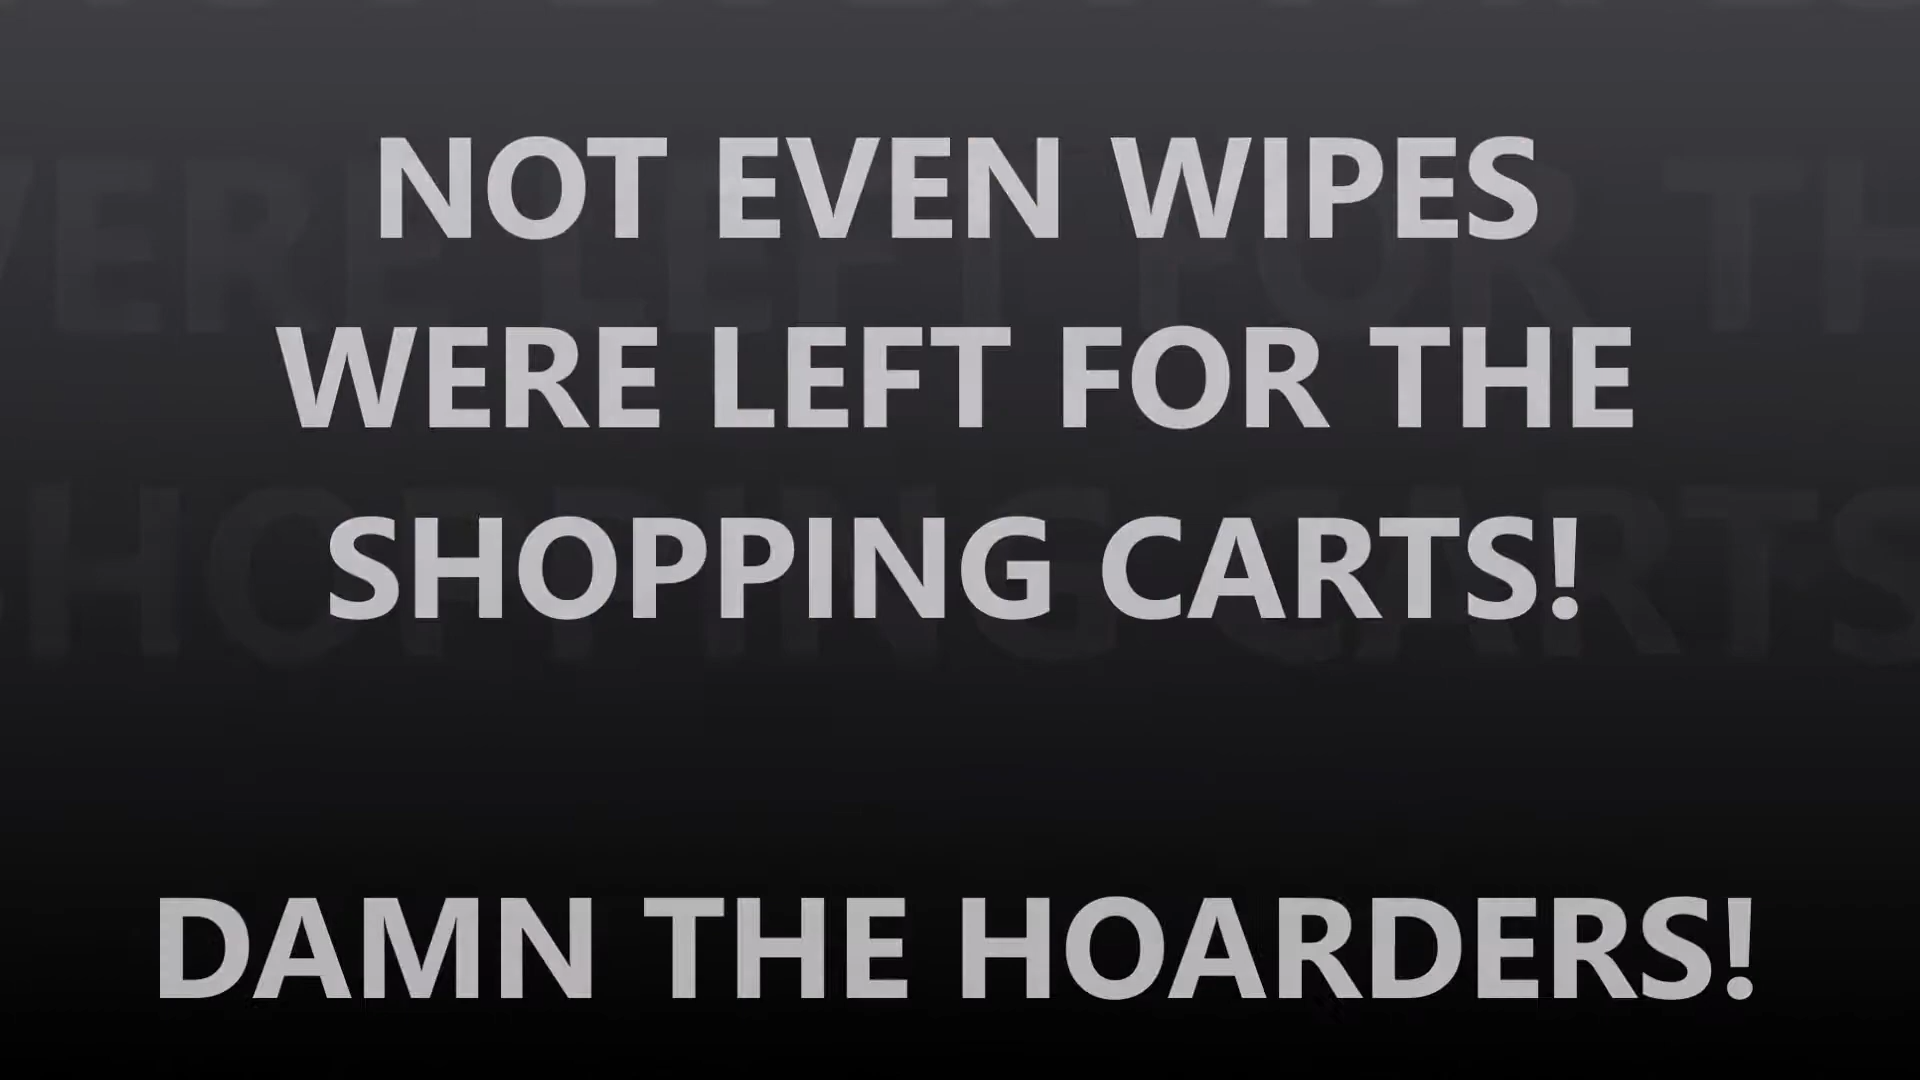 NOT EVEN WIPES
WERE LEFT FOR THE
SHOPPING CARTS!
DAMN THE HOARDERS!